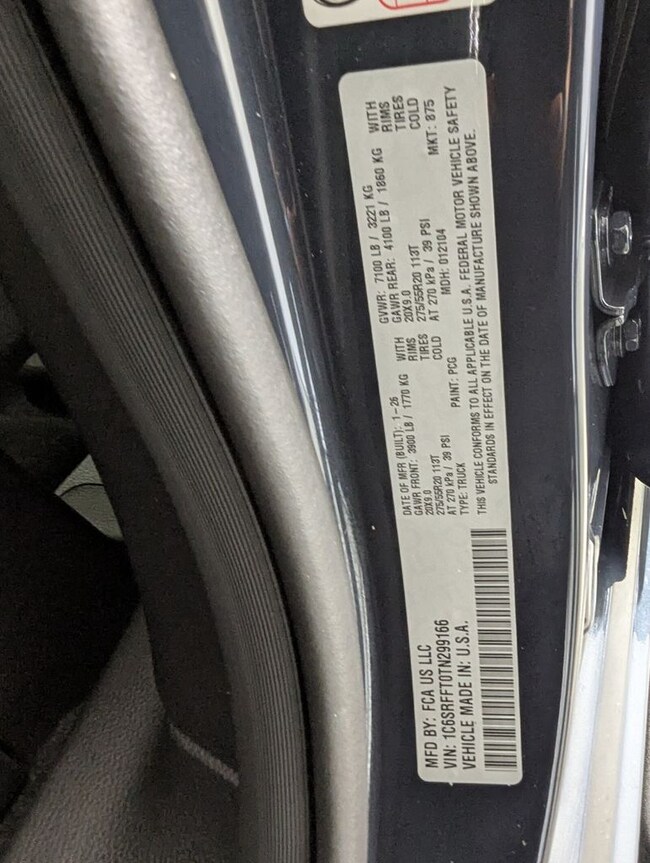 MFD BY: FCA US LLC
VIN: 1C6SRFFT0TN299166
VEHICLE MADE IN: U.S.A.
DATE OF MFR (BUILT): 1-26
GAWR FRONT: 3900 LB / 1770 KG WITH
20X9.0 RIMS
275/55R20 113T TIRES
AT 270 kPa / 39 PSI COLD
TYPE: TRUCK PAINT: PCG
GVWR: 7100 LB / 3221 KG
GAWR REAR: 4100 LB / 1860 KG WITH
20X9.0 RIMS
275/55R20 113T TIRES
AT 270 kPa / 39 PSI COLD
MDH: 012104 MKT: 875
THIS VEHICLE CONFORMS TO ALL APPLICABLE U.S.A. FEDERAL MOTOR VEHICLE SAFETY
STANDARDS IN EFFECT ON THE DATE OF MANUFACTURE SHOWN ABOVE.